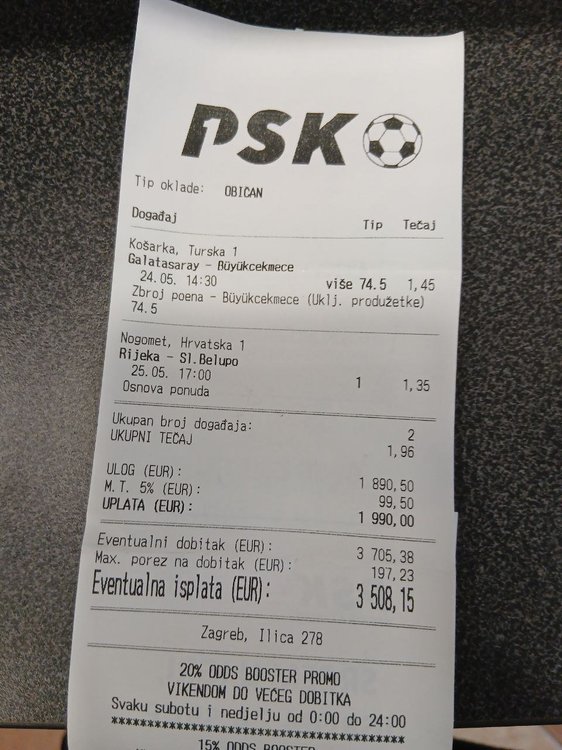 PSK
Tip oklade: OBIČAN
Događaj Tip Tečaj
Košarka, Turska 1
Galatasaray - Büyükcekmece
24.05. 14:30 više 74.5 1,45
Zbroj poena - Büyükcekmece (Uklj. produžetke)
74.5
Nogomet, Hrvatska 1
Rijeka - Sl.Belupo
25.05. 17:00 1 1,35
Osnova ponuda
Ukupan broj događaja: 2
UKUPNI TEČAJ 1,96
ULOG (EUR): 1 890,50
M.T. 5% (EUR): 99,50
UPLATA (EUR): 1 990,00
Eventualni dobitak (EUR): 3 705,38
Max. porez na dobitak (EUR): 197,23
Eventualna isplata (EUR): 3 508,15
Zagreb, Ilica 278
20% ODDS BOOSTER PROMO
VIKENDOM DO VEĆEG DOBITKA
Svaku subotu i nedjelju od 0:00 do 24:00
****************************************
15% ODDS BOOSTER